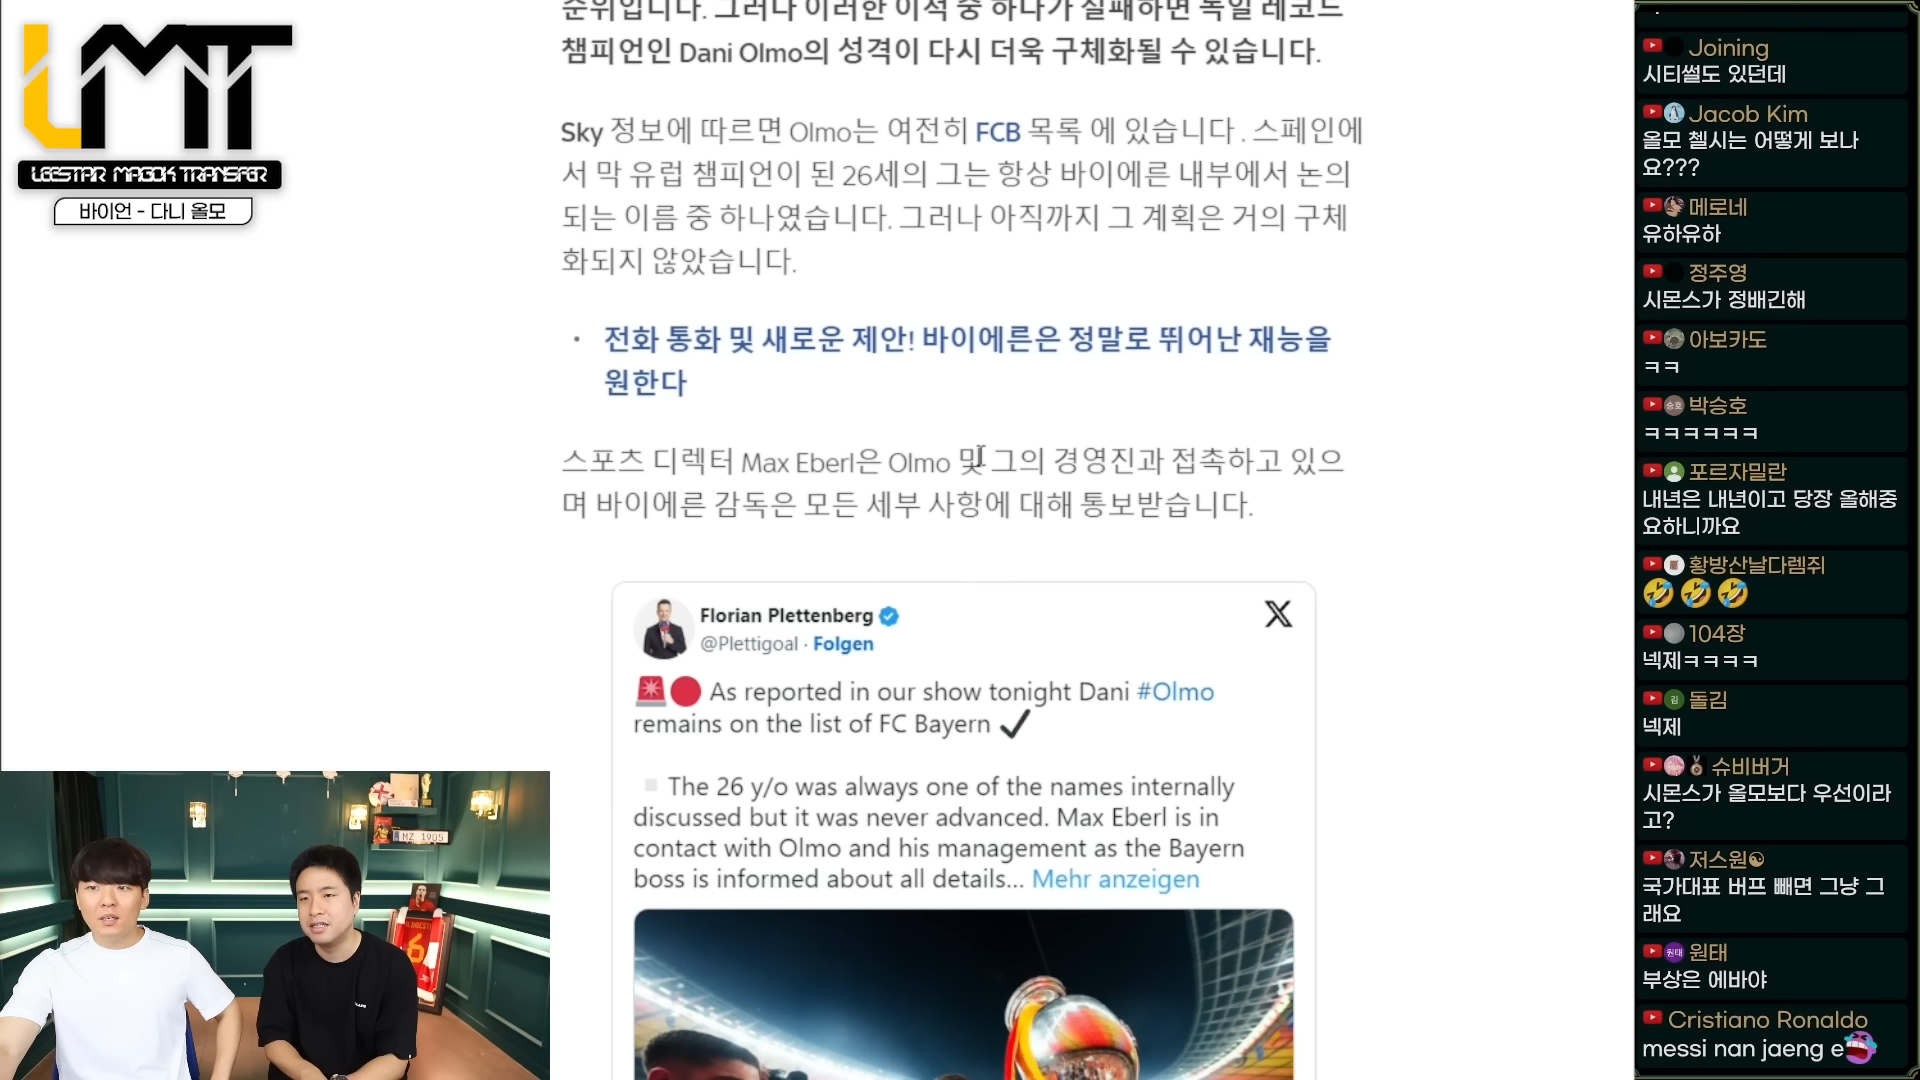 LMT
LEESTAR MAGOK TRANSFER
바이언 - 다니 올모
순위입니다. 그러나 이러한 이적 중 하나가 실패하면 독일 레코드
챔피언인 Dani Olmo의 성격이 다시 더욱 구체화될 수 있습니다.
Sky 정보에 따르면 Olmo는 여전히 FCB 목록 에 있습니다 . 스페인에
서 막 유럽 챔피언이 된 26세의 그는 항상 바이에른 내부에서 논의
되는 이름 중 하나였습니다. 그러나 아직까지 그 계획은 거의 구체
화되지 않았습니다.
· 전화 통화 및 새로운 제안! 바이에른은 정말로 뛰어난 재능을
원한다
스포츠 디렉터 Max Eberl은 Olmo 및 그의 경영진과 접촉하고 있으
며 바이에른 감독은 모든 세부 사항에 대해 통보받습니다.
Florian Plettenberg
@Plettigoal · Folgen
X
🚨🔴 As reported in our show tonight Dani #Olmo
remains on the list of FC Bayern ✔
▫️ The 26 y/o was always one of the names internally
discussed but it was never advanced. Max Eberl is in
contact with Olmo and his management as the Bayern
boss is informed about all details... Mehr anzeigen
MZ 1905
6
Joining
시티썰도 있던데
Jacob Kim
올모 첼시는 어떻게 보나
요???
메로네
유하유하
정주영
시몬스가 정배긴해
아보카도
ㅋㅋ
승호 박승호
ㅋㅋㅋㅋㅋㅋ
포르자밀란
내년은 내년이고 당장 올해중
요하니까요
황방산날다렘쥐
🤣 🤣 🤣
104장
넥제ㅋㅋㅋㅋ
김 돌김
넥제
슈비버거
시몬스가 올모보다 우선이라
고?
저스원☯
국가대표 버프 빼면 그냥 그
래요
원태 원태
부상은 에바야
Cristiano Ronaldo
messi nan jaeng e